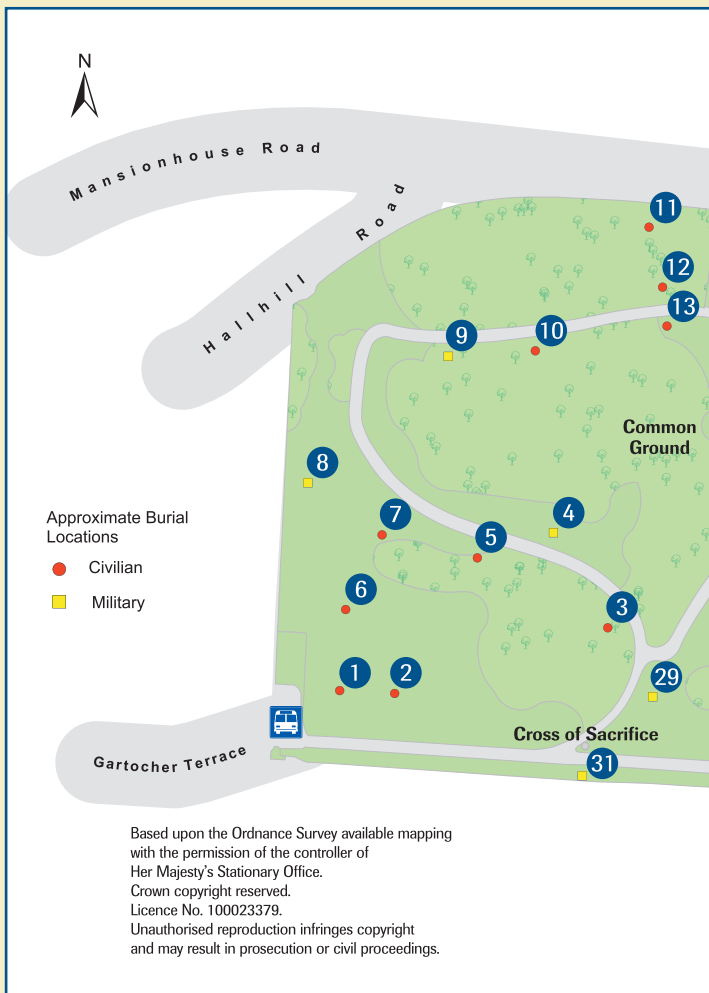 N
Mansionhouse Road
Hallhill Road
11
12
13
9
10
Common
Ground
8
4
7
5
Approximate Burial
Locations
Civilian
Military
6
3
1
2
29
Cross of Sacrifice
Gartocher Terrace
31
Based upon the Ordnance Survey available mapping
with the permission of the controller of
Her Majesty's Stationary Office.
Crown copyright reserved.
Licence No. 100023379.
Unauthorised reproduction infringes copyright
and may result in prosecution or civil proceedings.